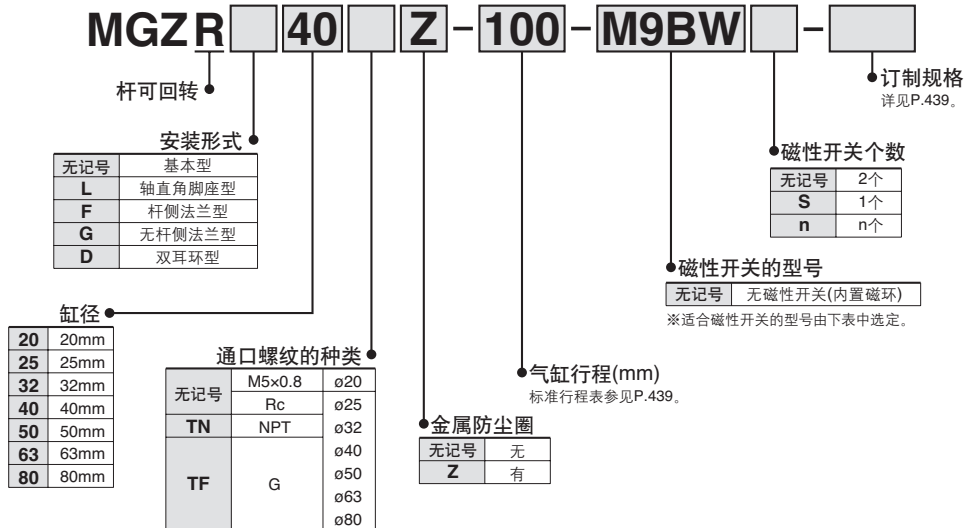 MGZ R 40 Z - 100 - M9BW -
杆可回转
订制规格
详见P.439。
安装形式
无记号 基本型
L 轴直角脚座型
F 杆侧法兰型
G 无杆侧法兰型
D 双耳环型
磁性开关个数
无记号 2个
S 1个
n n个
磁性开关的型号
无记号 无磁性开关(内置磁环)
※适合磁性开关的型号由下表中选定。
缸径
20 20mm
25 25mm
32 32mm
40 40mm
50 50mm
63 63mm
80 80mm
通口螺纹的种类
无记号 M5×0.8 ø20
Rc ø25
TN NPT ø32
TF G ø40
ø50
ø63
ø80
气缸行程(mm)
标准行程表参见P.439。
金属防尘圈
无记号 无
Z 有